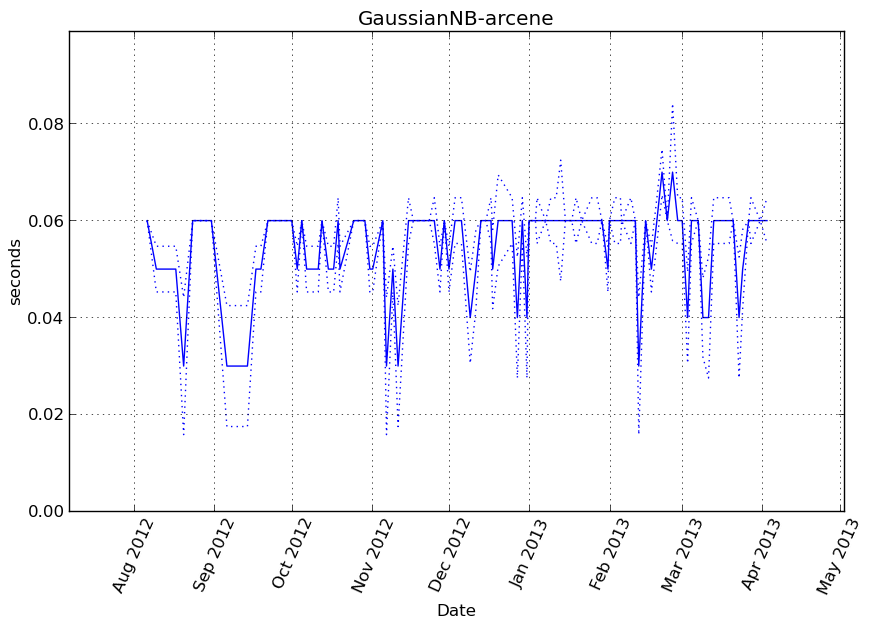 GaussianNB-arcene
seconds
0.08
0.06
0.04
0.02
0.00
Aug 2012
Sep 2012
Oct 2012
Nov 2012
Dec 2012
Jan 2013
Feb 2013
Mar 2013
Apr 2013
May 2013
Date